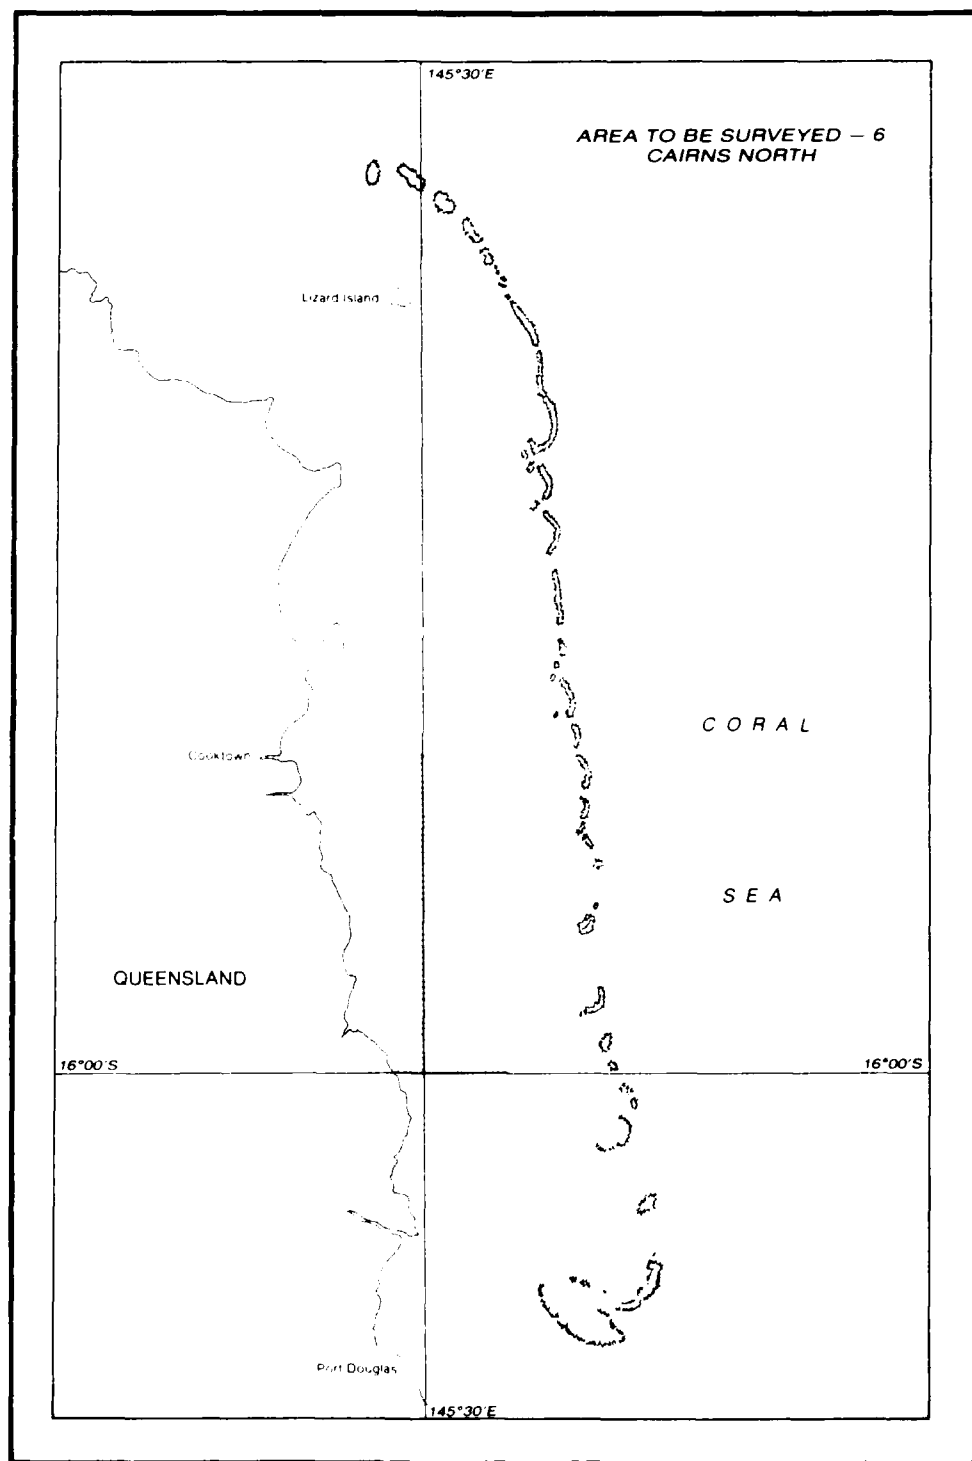 145°30'E
AREA TO BE SURVEYED — 6
CAIRNS NORTH
Lizard Island
CORAL
Cooktown
SEA
QUEENSLAND
16°00'S
16°00'S
Port Douglas
145°30'E